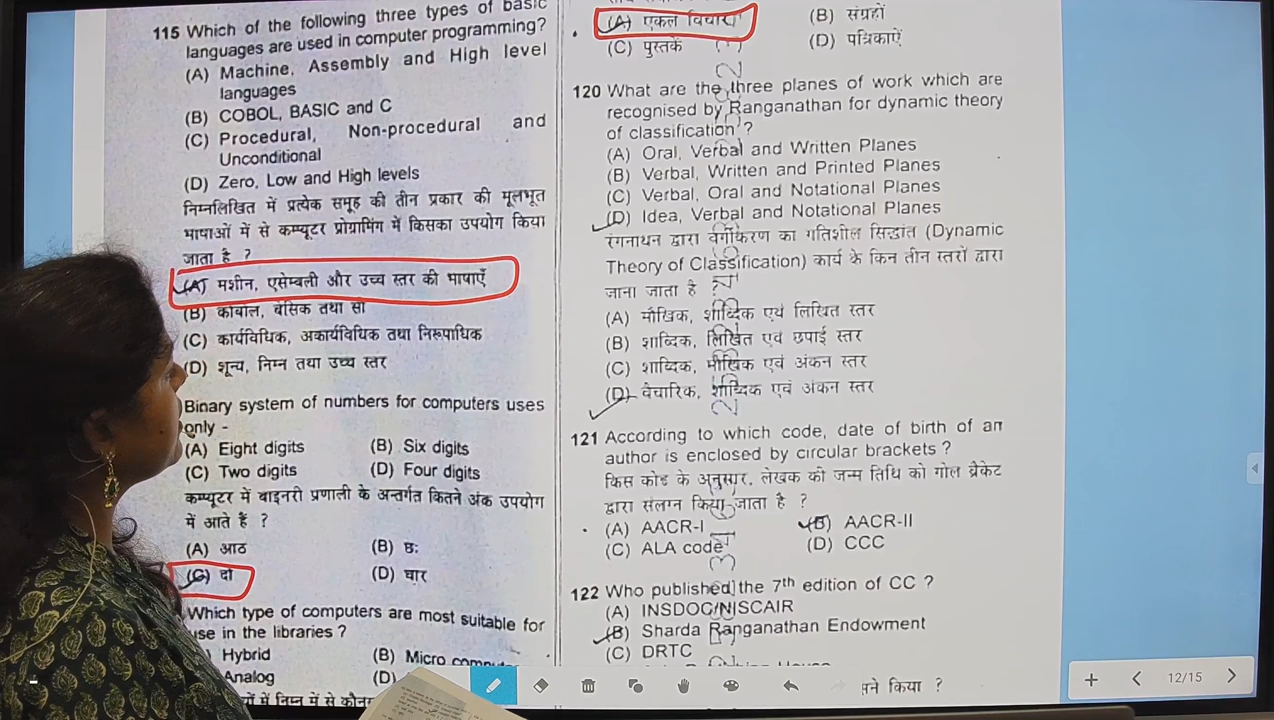 115 Which of the following three types of basic
languages are used in computer programming?
(A) Machine, Assembly and High level
languages
(B) COBOL, BASIC and C
(C) Procedural, Non-procedural and
Unconditional
(D) Zero, Low and High levels
निम्नलिखित में प्रत्येक समूह की तीन प्रकार की मूलभूत
भाषाओं में से कम्प्यूटर प्रोग्रामिंग में किसका उपयोग किया
जाता है ?
(A) मशीन, एसेम्बली और उच्च स्तर की भाषाएँ
(B) कोबोल, बेसिक तथा सी
(C) कार्यविधिक, अकार्यविधिक तथा निरूपाधिक
(D) शून्य, निम्न तथा उच्च स्तर
Binary system of numbers for computers uses
only -
(A) Eight digits (B) Six digits
(C) Two digits (D) Four digits
कम्प्यूटर में बाइनरी प्रणाली के अन्तर्गत कितने अंक उपयोग
में आते हैं ?
(A) आठ (B) छः
(C) दो (D) चार
Which type of computers are most suitable for
use in the libraries ?
Hybrid (B) Micro
Analog (D)
में निम्न में से
(A) एकल विचारों (B) संग्रहों
(C) पुस्तकें (D) पत्रिकाऐं
120 What are the three planes of work which are
recognised by Ranganathan for dynamic theory
of classification ?
(A) Oral, Verbal and Written Planes
(B) Verbal, Written and Printed Planes
(C) Verbal, Oral and Notational Planes
(D) Idea, Verbal and Notational Planes
रंगनाथन द्वारा वर्गीकरण का गतिशील सिद्धांत (Dynamic
Theory of Classification) कार्य के किन तीन स्तरों द्वारा
जाना जाता है ?
(A) मौखिक, शाब्दिक एवं लिखित स्तर
(B) शाब्दिक, लिखित एवं छपाई स्तर
(C) शाब्दिक, मौखिक एवं अंकन स्तर
(D) वैचारिक, शाब्दिक एवं अंकन स्तर
121 According to which code, date of birth of an
author is enclosed by circular brackets ?
किस कोड के अनुसार, लेखक की जन्म तिथि को गोल ब्रैकेट
द्वारा संलग्न किया जाता है ?
(A) AACR-I (B) AACR-II
(C) ALA code (D) CCC
122 Who published the 7th edition of CC ?
(A) INSDOC/NISCAIR
(B) Sharda Ranganathan Endowment
(C) DRTC
किया ?
12/15